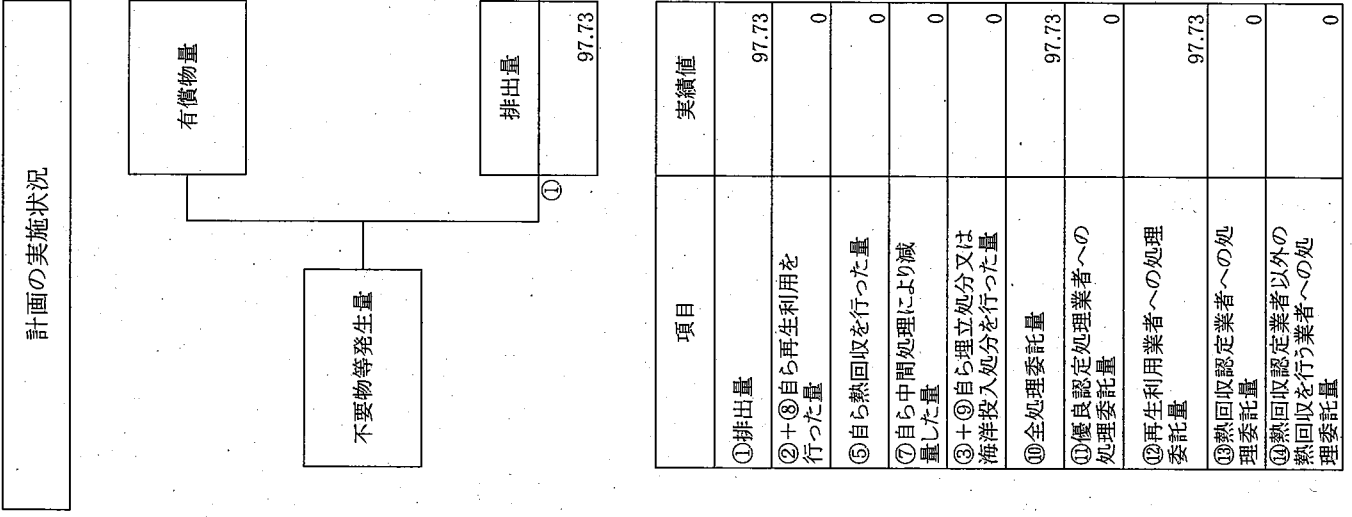 計画の実施状況
有償物量
不要物等発生量
排出量
①
97.73
項目
実績値
①排出量
97.73
②+⑧自ら再生利用を
行った量
0
⑤自ら熱回収を行った量
0
⑦自ら中間処理により減
量した量
0
③+⑨自ら埋立処分又は
海洋投入処分を行った量
0
⑩全処理委託量
97.73
⑪優良認定処理業者への
処理委託量
0
⑫再生利用業者への処理
委託量
97.73
⑬熱回収認定業者への処
理委託量
0
⑭熱回収認定業者以外の
熱回収を行う業者への処
理委託量
0